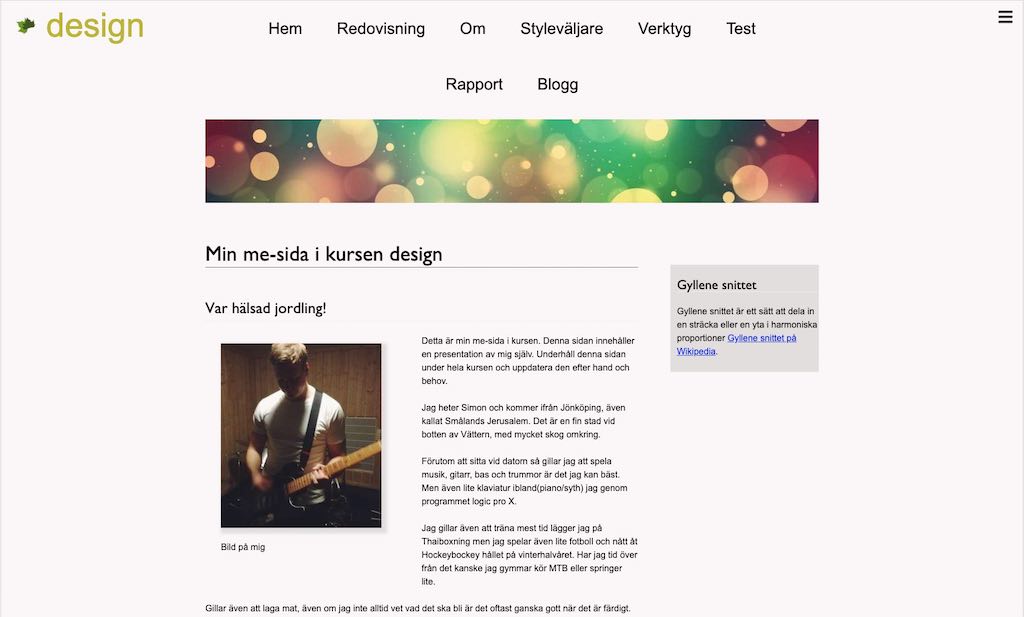 design
Hem Redovisning Om Styleväljare Verktyg Test
Rapport Blogg
Min me-sida i kursen design
Var hälsad jordling!
Detta är min me-sida i kursen. Denna sidan innehåller
en presentation av mig själv. Underhåll denna sidan
under hela kursen och uppdatera den efter hand och
behov.
Jag heter Simon och kommer ifrån Jönköping, även
kallat Smålands Jerusalem. Det är en fin stad vid
botten av Vättern, med mycket skog omkring.
Förutom att sitta vid datorn så gillar jag att spela
musik, gitarr, bas och trummor är det jag kan bäst.
Men även lite klaviatur ibland(piano/syth) jag genom
programmet logic pro X.
Jag gillar även att träna mest tid lägger jag på
Thaiboxning men jag spelar även lite fotboll och nått åt
Hockeybockey hållet på vinterhalvåret. Har jag tid över
från det kanske jag gymmar kör MTB eller springer
lite.
Bild på mig
Gillar även att laga mat, även om jag inte alltid vet vad det ska bli är det oftast ganska gott när det är färdigt.
Gyllene snittet
Gyllene snittet är ett sätt att dela in
en sträcka eller en yta i harmoniska
proportioner Gyllene snittet på
Wikipedia.